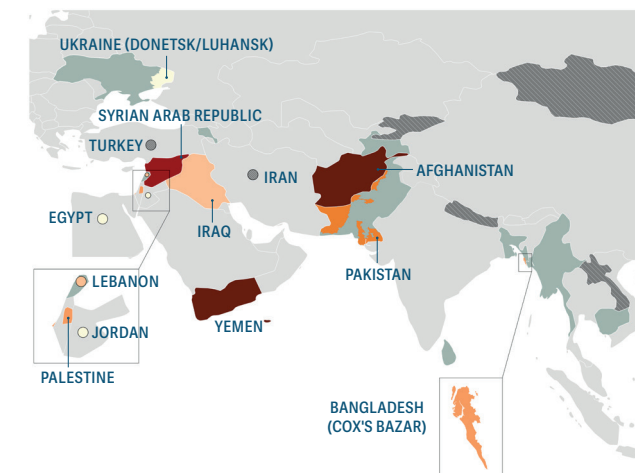 UKRAINE (DONETSK/LUHANSK)
SYRIAN ARAB REPUBLIC
TURKEY
IRAN
AFGHANISTAN
EGYPT
IRAQ
PAKISTAN
LEBANON
YEMEN
JORDAN
PALESTINE
BANGLADESH
(COX'S BAZAR)